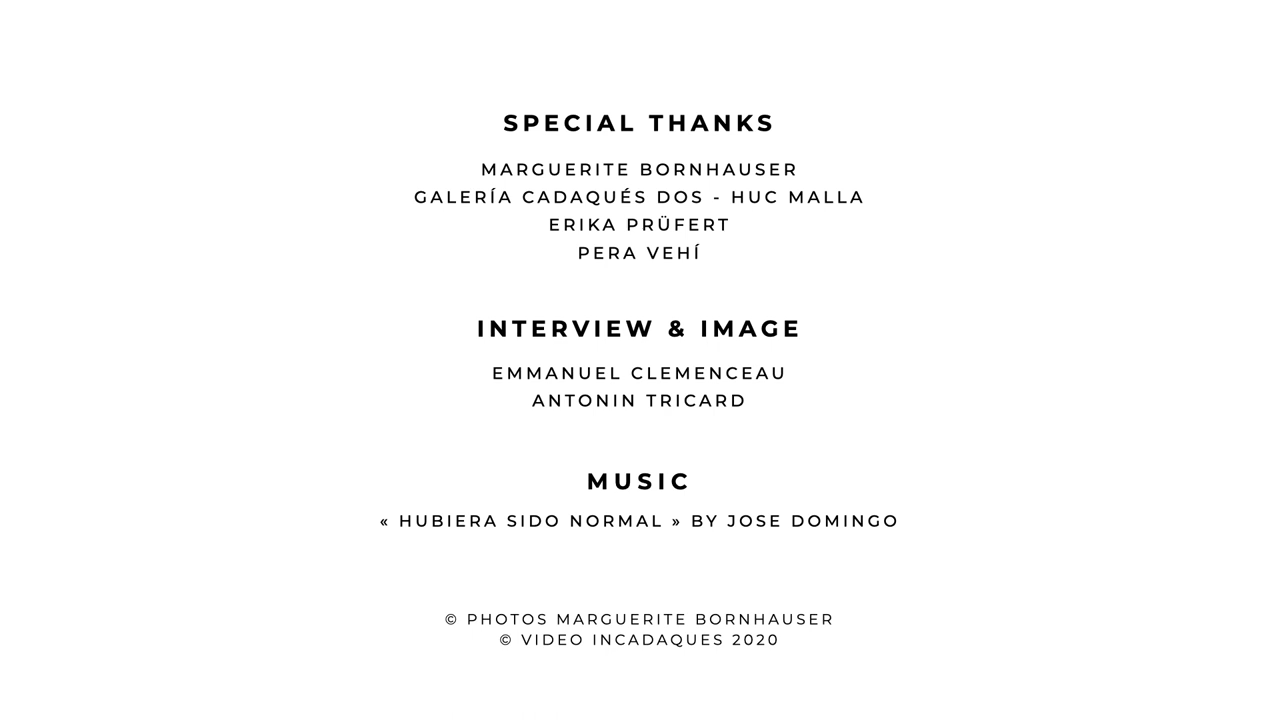 SPECIAL THANKS
MARGUERITE BORNHAUSER
GALERÍA CADAQUÉS DOS - HUC MALLA
ERIKA PRÜFERT
PERA VEHÍ
INTERVIEW & IMAGE
EMMANUEL CLEMENCEAU
ANTONIN TRICARD
MUSIC
« HUBIERA SIDO NORMAL » BY JOSE DOMINGO
© PHOTOS MARGUERITE BORNHAUSER
© VIDEO INCADAQUES 2020